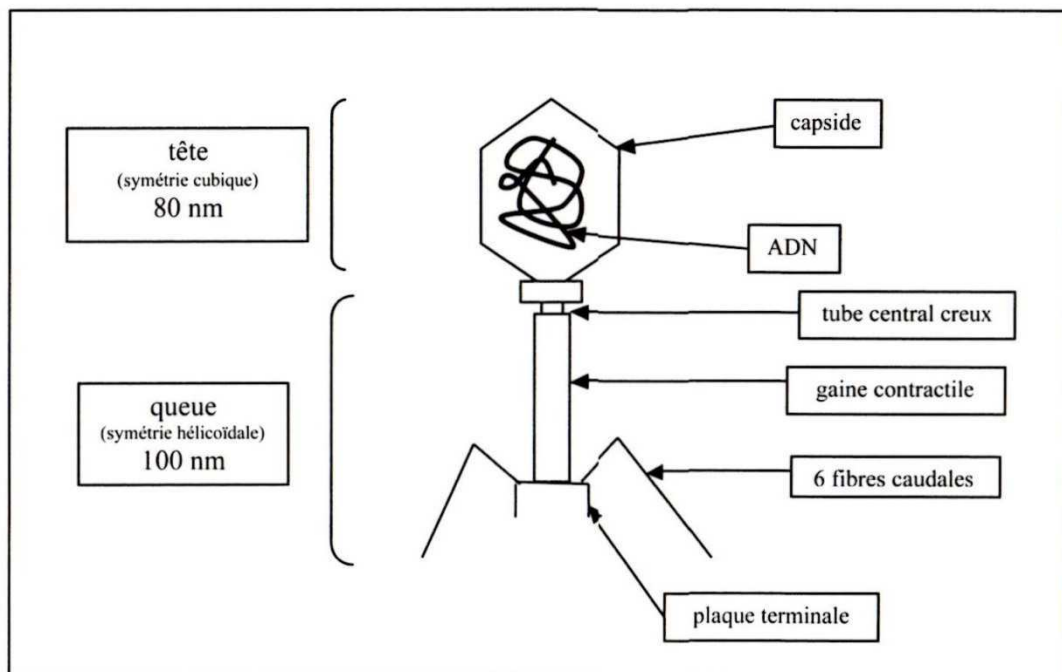 capside
tête
(symétrie cubique)
80 nm
ADN
tube central creux
gaine contractile
queue
(symétrie hélicoïdale)
100 nm
6 fibres caudales
plaque terminale